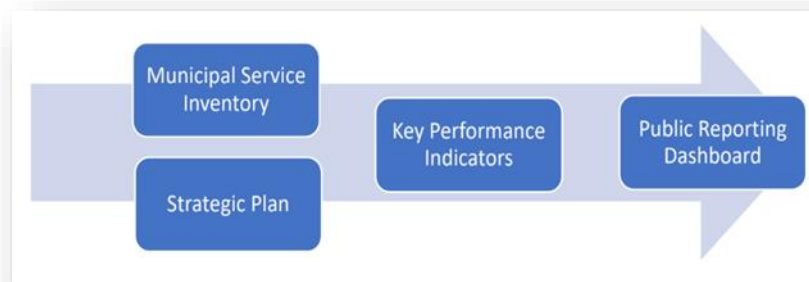 Municipal Service
Inventory
Strategic Plan
Key Performance
Indicators
Public Reporting
Dashboard